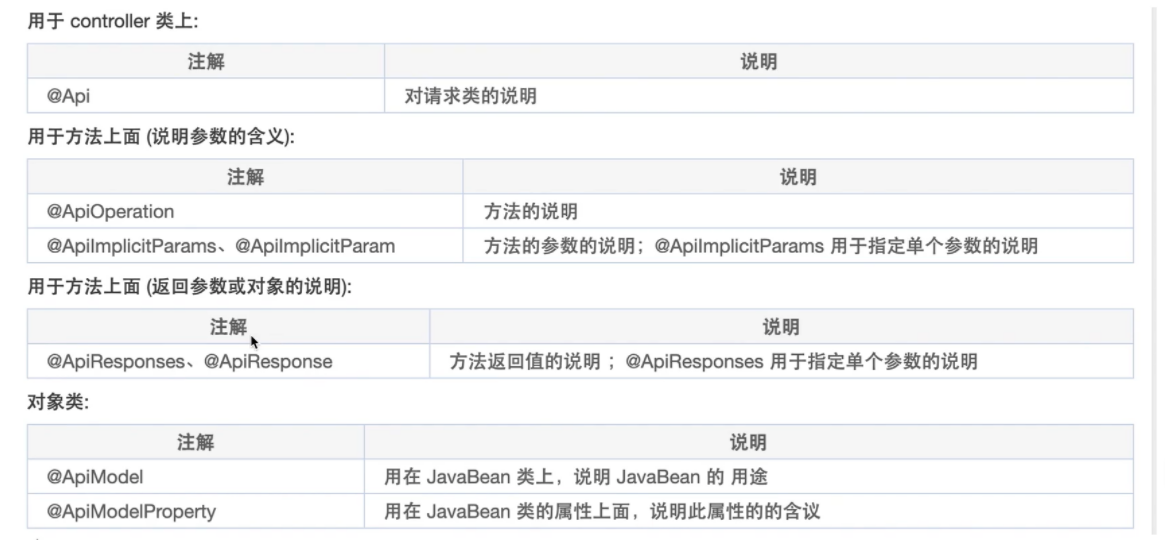 用于 controller 类上:
注解 说明
@Api 对请求类的说明
用于方法上面 (说明参数的含义):
注解 说明
@ApiOperation 方法的说明
@ApiImplicitParams、@ApiImplicitParam 方法的参数的说明；@ApiImplicitParams 用于指定单个参数的说明
用于方法上面 (返回参数或对象的说明):
注解 说明
@ApiResponses、@ApiResponse 方法返回值的说明 ；@ApiResponses 用于指定单个参数的说明
对象类:
注解 说明
@ApiModel 用在 JavaBean 类上，说明 JavaBean 的 用途
@ApiModelProperty 用在 JavaBean 类的属性上面，说明此属性的的含议